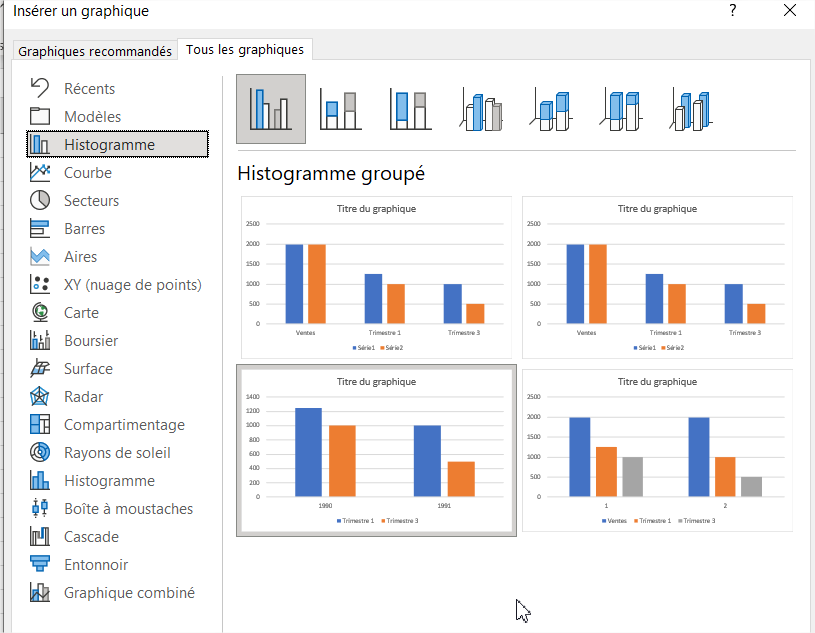 Insérer un graphique
?
Graphiques recommandés
Tous les graphiques
Récents
Modèles
Histogramme
Courbe
Secteurs
Barres
Aires
XY (nuage de points)
Carte
Boursier
Surface
Radar
Compartimentage
Rayons de soleil
Histogramme
Boîte à moustaches
Cascade
Entonnoir
Graphique combiné
Histogramme groupé
Titre du graphique
2500
2000
1500
1000
500
0
Ventes Trimestre 1 Trimestre 3
Série1 Série2
Titre du graphique
2500
2000
1500
1000
500
0
Ventes Trimestre 1 Trimestre 3
Série1 Série2
Titre du graphique
1400
1200
1000
800
600
400
200
0
1990 1991
Trimestre 1 Trimestre 3
Titre du graphique
2500
2000
1500
1000
500
0
1 2
Ventes Trimestre 1 Trimestre 3